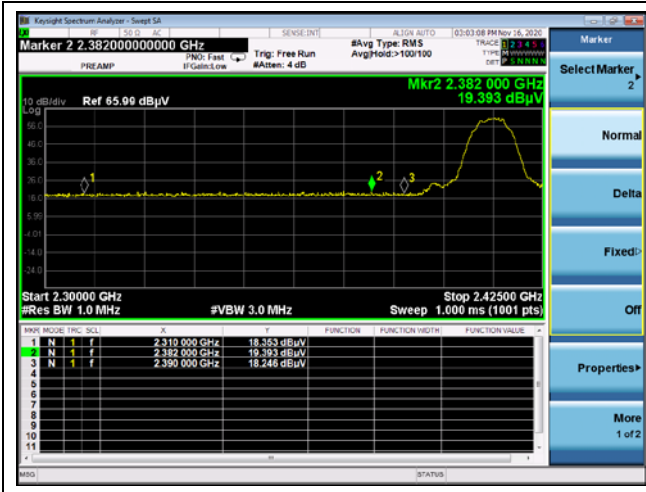 Keysight Spectrum Analyzer - Swept SA
RF 50 Ω AC SENSE:INT ALIGN AUTO 03:03:08 PM Nov 16, 2020
Marker 2 2.382000000000 GHz
PNO: Fast
IFGain:Low
Trig: Free Run
#Atten: 4 dB
#Avg Type: RMS
Avg|Hold:>100/100
TRACE 1 2 3 4 5 6
TYPE M WWWWW
DET P S N N N N
PREAMP
Mkr2 2.382 000 GHz
19.393 dBµV
10 dB/div Ref 65.99 dBµV
Log
56.0
46.0
36.0
26.0
16.0
5.99
-4.01
-14.0
-24.0
1
2
3
Start 2.30000 GHz Stop 2.42500 GHz
#Res BW 1.0 MHz #VBW 3.0 MHz Sweep 1.000 ms (1001 pts)
MKR MODE TRC SCL X Y FUNCTION FUNCTION WIDTH FUNCTION VALUE
1 N 1 f 2.310 000 GHz 18.353 dBµV
2 N 1 f 2.382 000 GHz 19.393 dBµV
3 N 1 f 2.390 000 GHz 18.246 dBµV
4
5
6
7
8
9
10
11
MSG STATUS
Marker
Select Marker
2
Normal
Delta
Fixed
Off
Properties
More
1 of 2